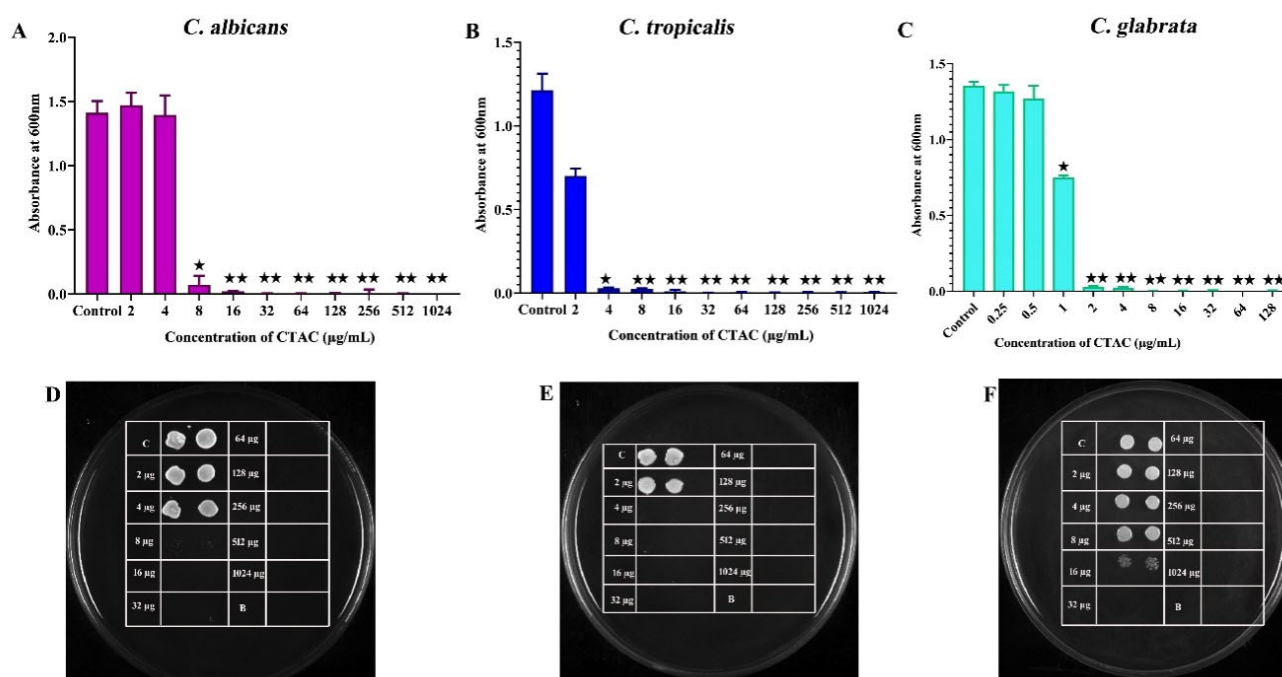 A
C. albicans
Absorbance at 600nm
2.0
1.5
1.0
0.5
0.0
★
★★ ★★ ★★ ★★ ★★ ★★ ★★
Control 2 4 8 16 32 64 128 256 512 1024
Concentration of CTAC (µg/mL)
B
C. tropicalis
Absorbance at 600nm
1.5
1.0
0.5
0.0
★ ★★ ★★ ★★ ★★ ★★ ★★ ★★ ★★
Control 2 4 8 16 32 64 128 256 512 1024
Concentration of CTAC (µg/mL)
C
C. glabrata
Absorbance at 600nm
1.5
1.0
0.5
0.0
★
★★ ★★ ★★ ★★ ★★ ★★ ★★
Control 0.25 0.5 1 2 4 8 16 32 64 128
Concentration of CTAC (µg/mL)
D
C 64 µg
2 µg 128 µg
4 µg 256 µg
8 µg 512 µg
16 µg 1024 µg
32 µg B
E
C 64 µg
2 µg 128 µg
4 µg 256 µg
8 µg 512 µg
16 µg 1024 µg
32 µg B
F
C 64 µg
2 µg 128 µg
4 µg 256 µg
8 µg 512 µg
16 µg 1024 µg
32 µg B